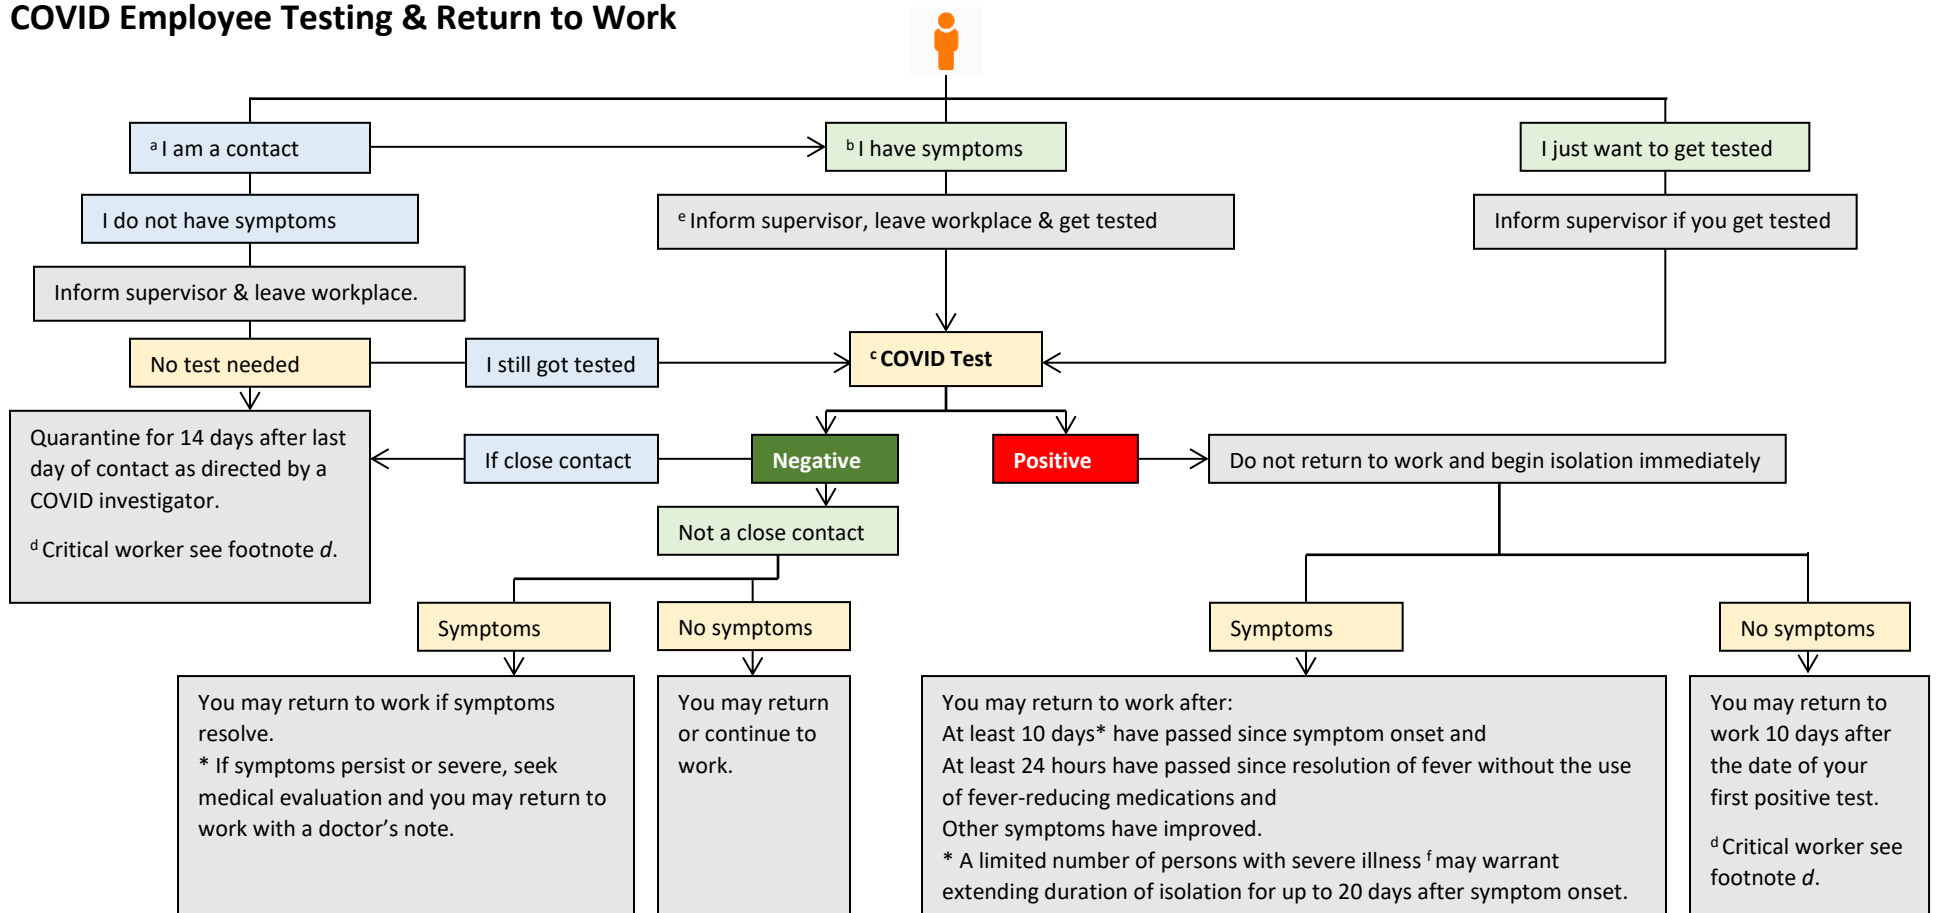 COVID Employee Testing & Return to Work
a I am a contact
b I have symptoms
I just want to get tested
I do not have symptoms
e Inform supervisor, leave workplace & get tested
Inform supervisor if you get tested
Inform supervisor & leave workplace.
No test needed
I still got tested
c COVID Test
Quarantine for 14 days after last
day of contact as directed by a
COVID investigator.
d Critical worker see footnote d.
If close contact
Negative
Positive
Do not return to work and begin isolation immediately
Not a close contact
Symptoms
No symptoms
Symptoms
No symptoms
You may return to work if symptoms
resolve.
* If symptoms persist or severe, seek
medical evaluation and you may return to
work with a doctor’s note.
You may return
or continue to
work.
You may return to work after:
At least 10 days* have passed since symptom onset and
At least 24 hours have passed since resolution of fever without the use
of fever-reducing medications and
Other symptoms have improved.
* A limited number of persons with severe illness f may warrant
extending duration of isolation for up to 20 days after symptom onset.
You may return to
work 10 days after
the date of your
first positive test.
d Critical worker see
footnote d.